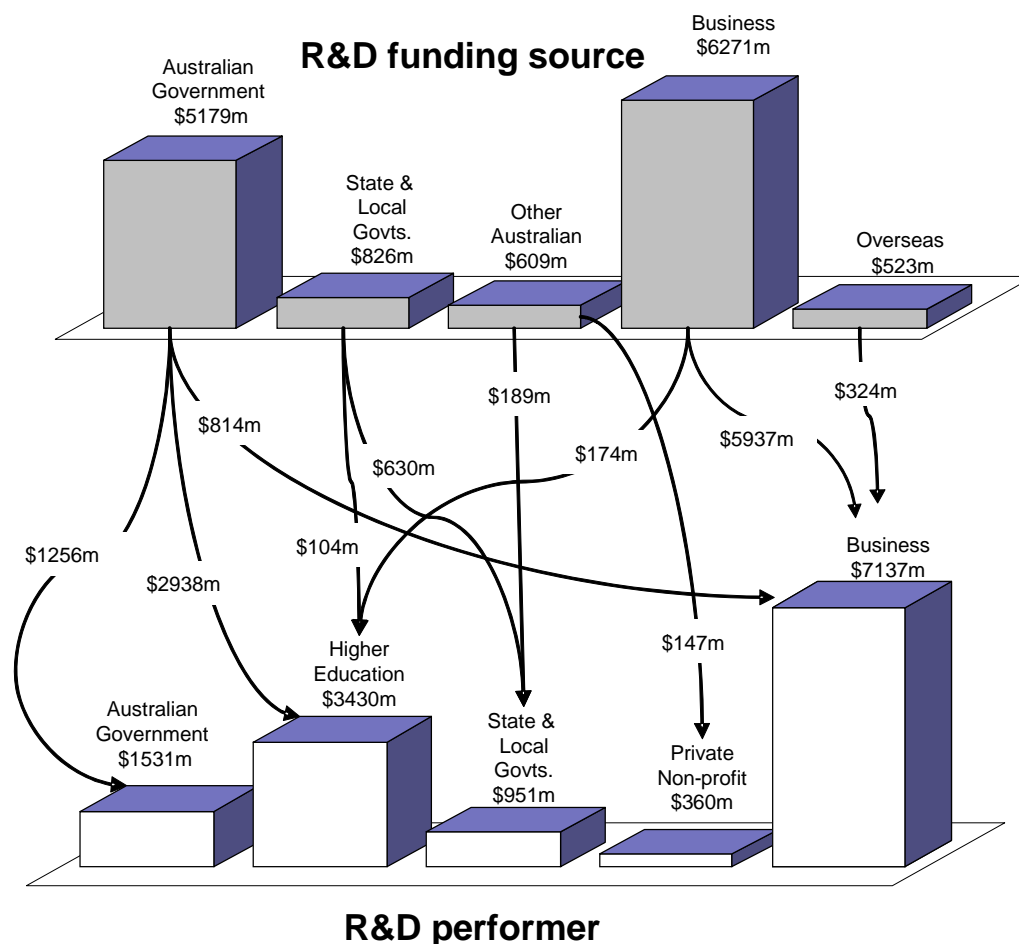 Business
$6271m
R&D funding source
Australian
Government
$5179m
State &
Local
Govts.
$826m
Other
Australian
$609m
Overseas
$523m
$814m
$189m
$324m
$630m
$174m
$5937m
$1256m
$2938m
$104m
$147m
Business
$7137m
Higher
Education
$3430m
Australian
Government
$1531m
State &
Local
Govts.
$951m
Private
Non-profit
$360m
R&D performer